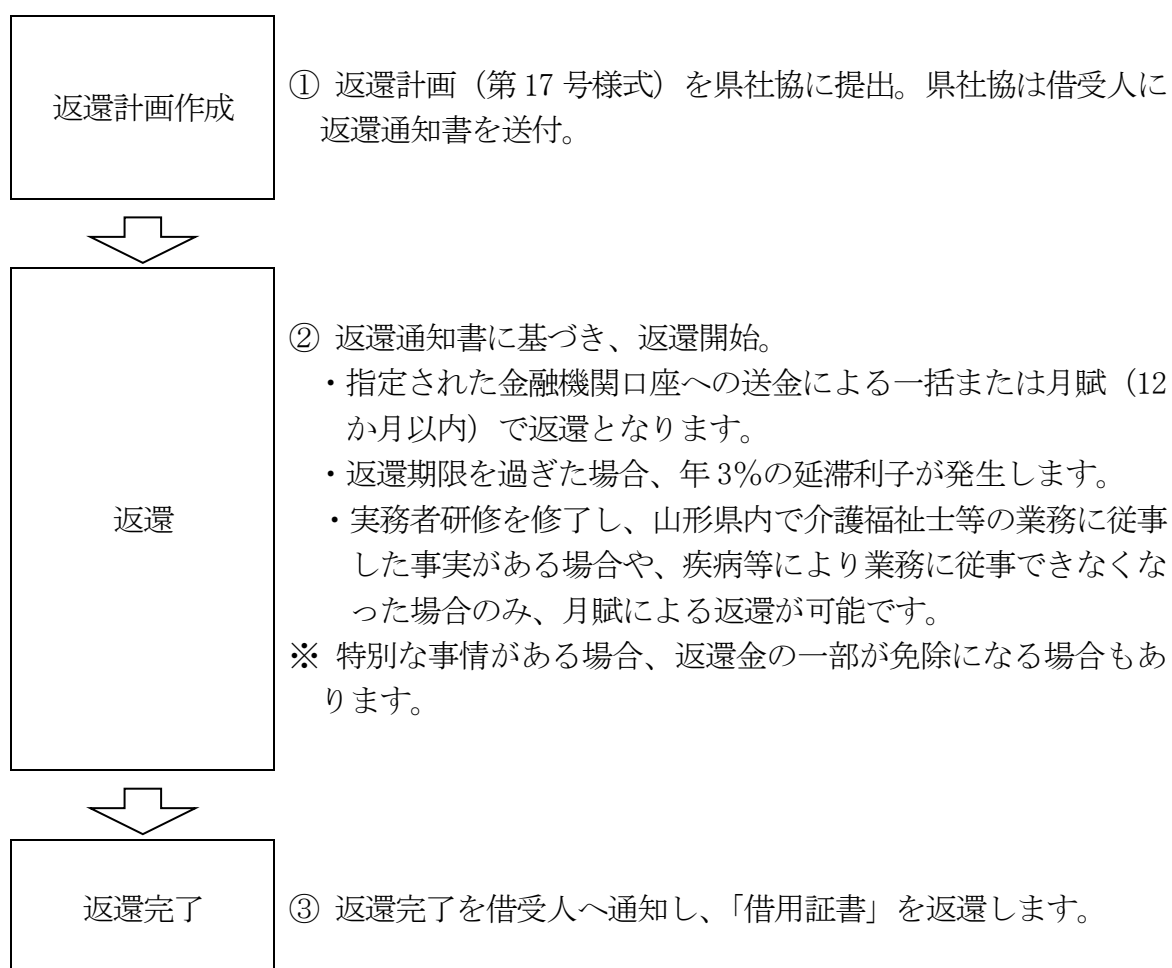 返還計画作成
① 返還計画（第 17 号様式）を県社協に提出。県社協は借受人に
返還通知書を送付。
返還
② 返還通知書に基づき、返還開始。
・指定された金融機関口座への送金による一括または月賦（12
か月以内）で返還となります。
・返還期限を過ぎた場合、年 3％の延滞利子が発生します。
・実務者研修を修了し、山形県内で介護福祉士等の業務に従事
した事実がある場合や、疾病等により業務に従事できなくな
った場合のみ、月賦による返還が可能です。
※ 特別な事情がある場合、返還金の一部が免除になる場合もあ
ります。
返還完了
③ 返還完了を借受人へ通知し、「借用証書」を返還します。